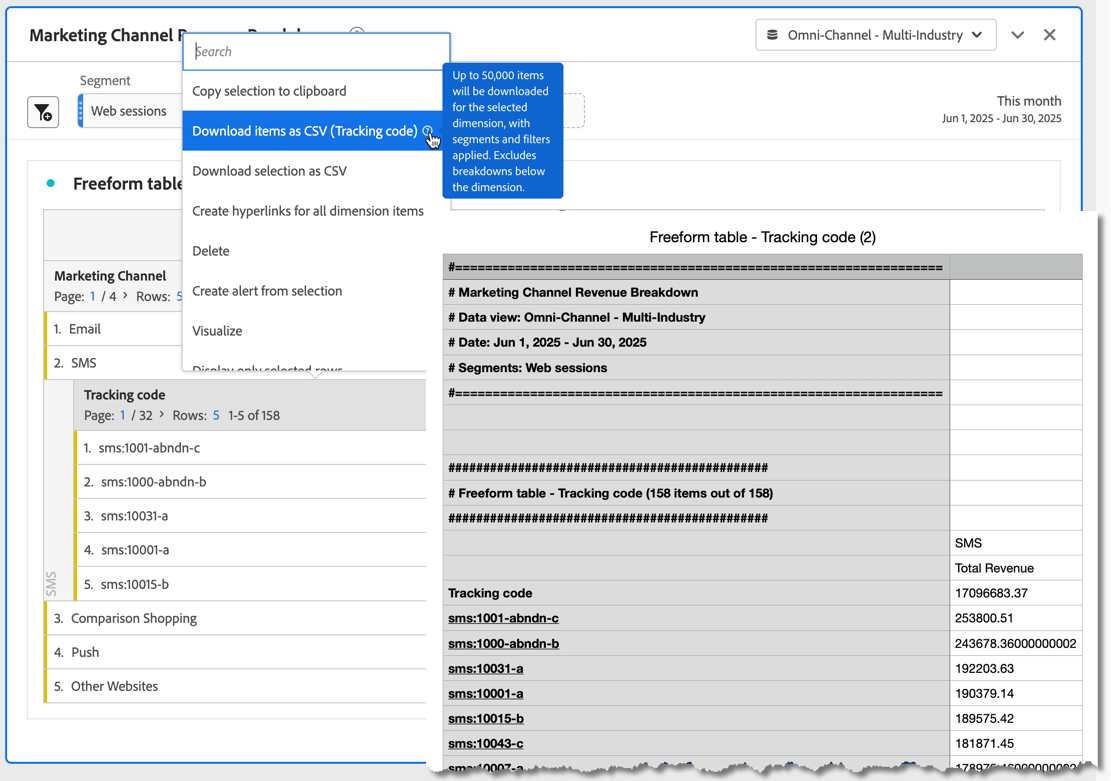 Marketing Channel R
Omni-Channel - Multi-Industry
Search
Segment
Web sessions
This month
Jun 1, 2025 - Jun 30, 2025
Copy selection to clipboard
Download items as CSV (Tracking code)
Download selection as CSV
Create hyperlinks for all dimension items
Delete
Create alert from selection
Visualize
Display only selected rows
Up to 50,000 items
will be downloaded
for the selected
dimension, with
segments and filters
applied. Excludes
breakdowns below
the dimension.
Freeform table
Marketing Channel
Page: 1 / 4 > Rows: 5
1. Email
2. SMS
Tracking code
Page: 1 / 32 > Rows: 5 1-5 of 158
1. sms:1001-abndn-c
2. sms:1000-abndn-b
3. sms:10031-a
4. sms:10001-a
5. sms:10015-b
SMS
3. Comparison Shopping
4. Push
5. Other Websites
Freeform table - Tracking code (2)
#=================================================================
# Marketing Channel Revenue Breakdown
# Data view: Omni-Channel - Multi-Industry
# Date: Jun 1, 2025 - Jun 30, 2025
# Segments: Web sessions
#=================================================================
##############################################
# Freeform table - Tracking code (158 items out of 158)
##############################################
SMS
Total Revenue
Tracking code 17096683.37
sms:1001-abndn-c 253800.51
sms:1000-abndn-b 243678.36000000002
sms:10031-a 192203.63
sms:10001-a 190379.14
sms:10015-b 189575.42
sms:10043-c 181871.45
sms:10007-a